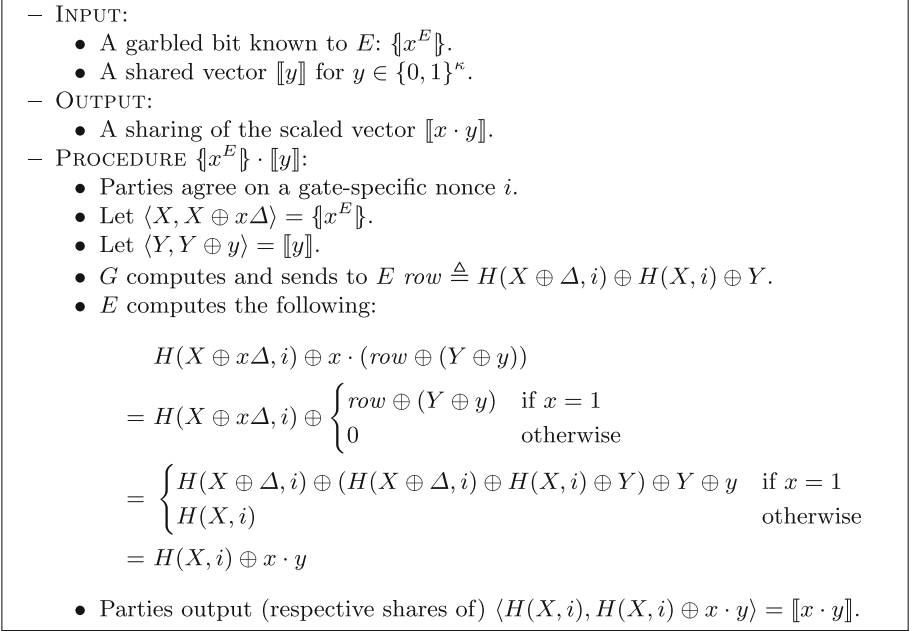 – INPUT:
• A garbled bit known to E: {[x^E]}.
• A shared vector ⟦y⟧ for y ∈ {0, 1}^κ.
– OUTPUT:
• A sharing of the scaled vector ⟦x · y⟧.
– PROCEDURE {[x^E]} · ⟦y⟧:
• Parties agree on a gate-specific nonce i.
• Let ⟨X, X ⊕ xΔ⟩ = {[x^E]}.
• Let ⟨Y, Y ⊕ y⟩ = ⟦y⟧.
• G computes and sends to E row ≜ H(X ⊕ Δ, i) ⊕ H(X, i) ⊕ Y.
• E computes the following:
H(X ⊕ xΔ, i) ⊕ x · (row ⊕ (Y ⊕ y))
= H(X ⊕ xΔ, i) ⊕ { row ⊕ (Y ⊕ y) if x = 1
0 otherwise
= { H(X ⊕ Δ, i) ⊕ (H(X ⊕ Δ, i) ⊕ H(X, i) ⊕ Y) ⊕ Y ⊕ y if x = 1
H(X, i) otherwise
= H(X, i) ⊕ x · y
• Parties output (respective shares of) ⟨H(X, i), H(X, i) ⊕ x · y⟩ = ⟦x · y⟧.